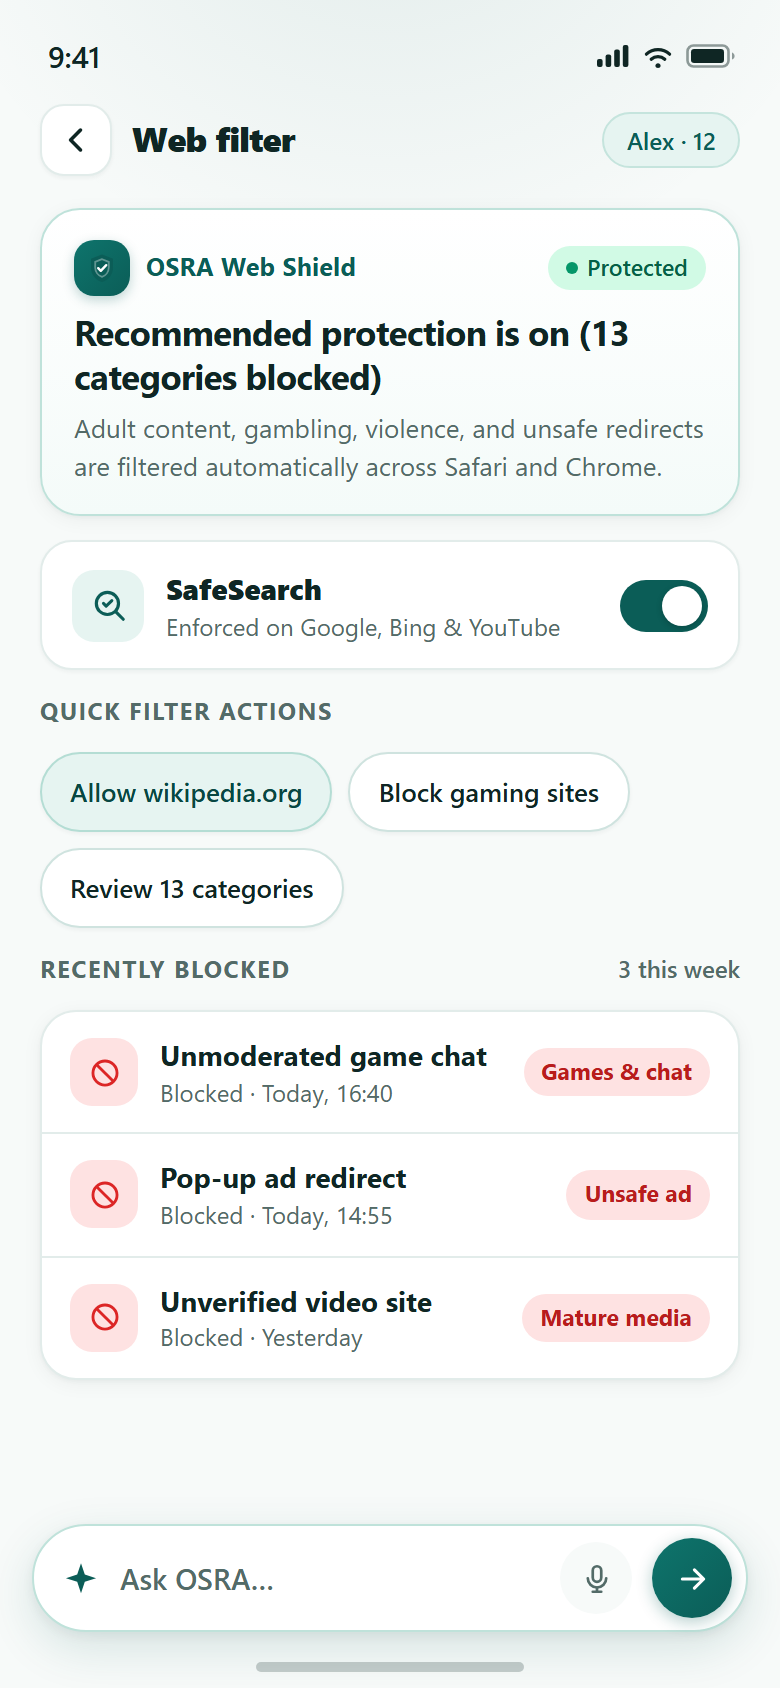 9:41
Web filter
Alex · 12
OSRA Web Shield
Protected
Recommended protection is on (13
categories blocked)
Adult content, gambling, violence, and unsafe redirects
are filtered automatically across Safari and Chrome.
SafeSearch
Enforced on Google, Bing & YouTube
QUICK FILTER ACTIONS
Allow wikipedia.org
Block gaming sites
Review 13 categories
RECENTLY BLOCKED
3 this week
Unmoderated game chat
Blocked · Today, 16:40
Games & chat
Pop-up ad redirect
Blocked · Today, 14:55
Unsafe ad
Unverified video site
Blocked · Yesterday
Mature media
Ask OSRA...